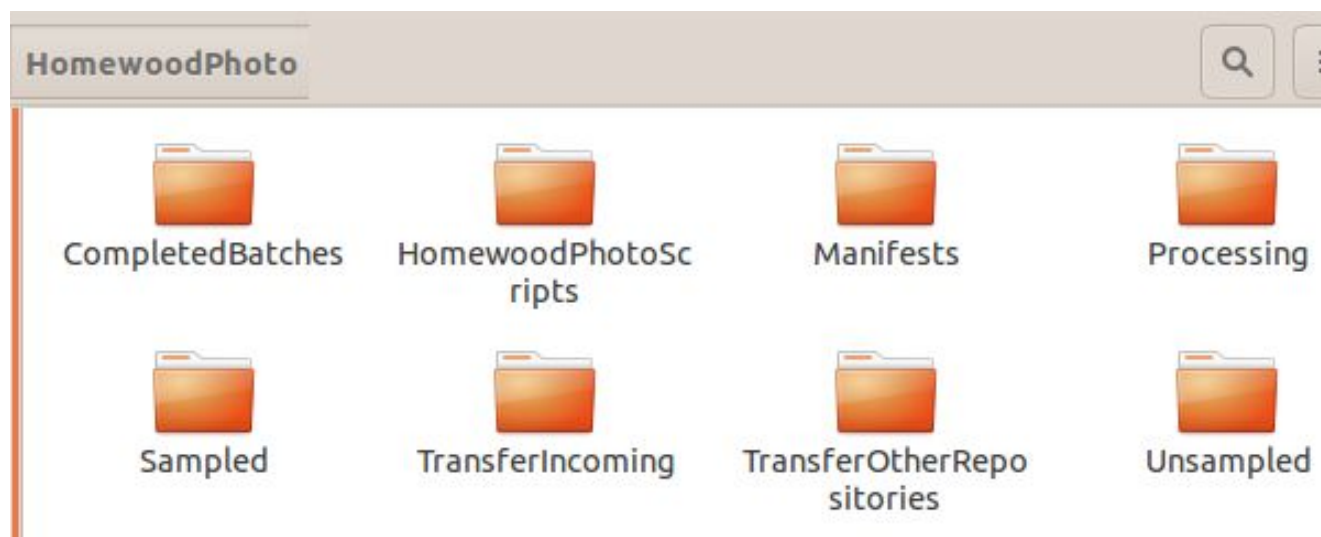 HomewoodPhoto
CompletedBatches
HomewoodPhotoSc
ripts
Manifests
Processing
Sampled
TransferIncoming
TransferOtherRepo
sitories
Unsampled